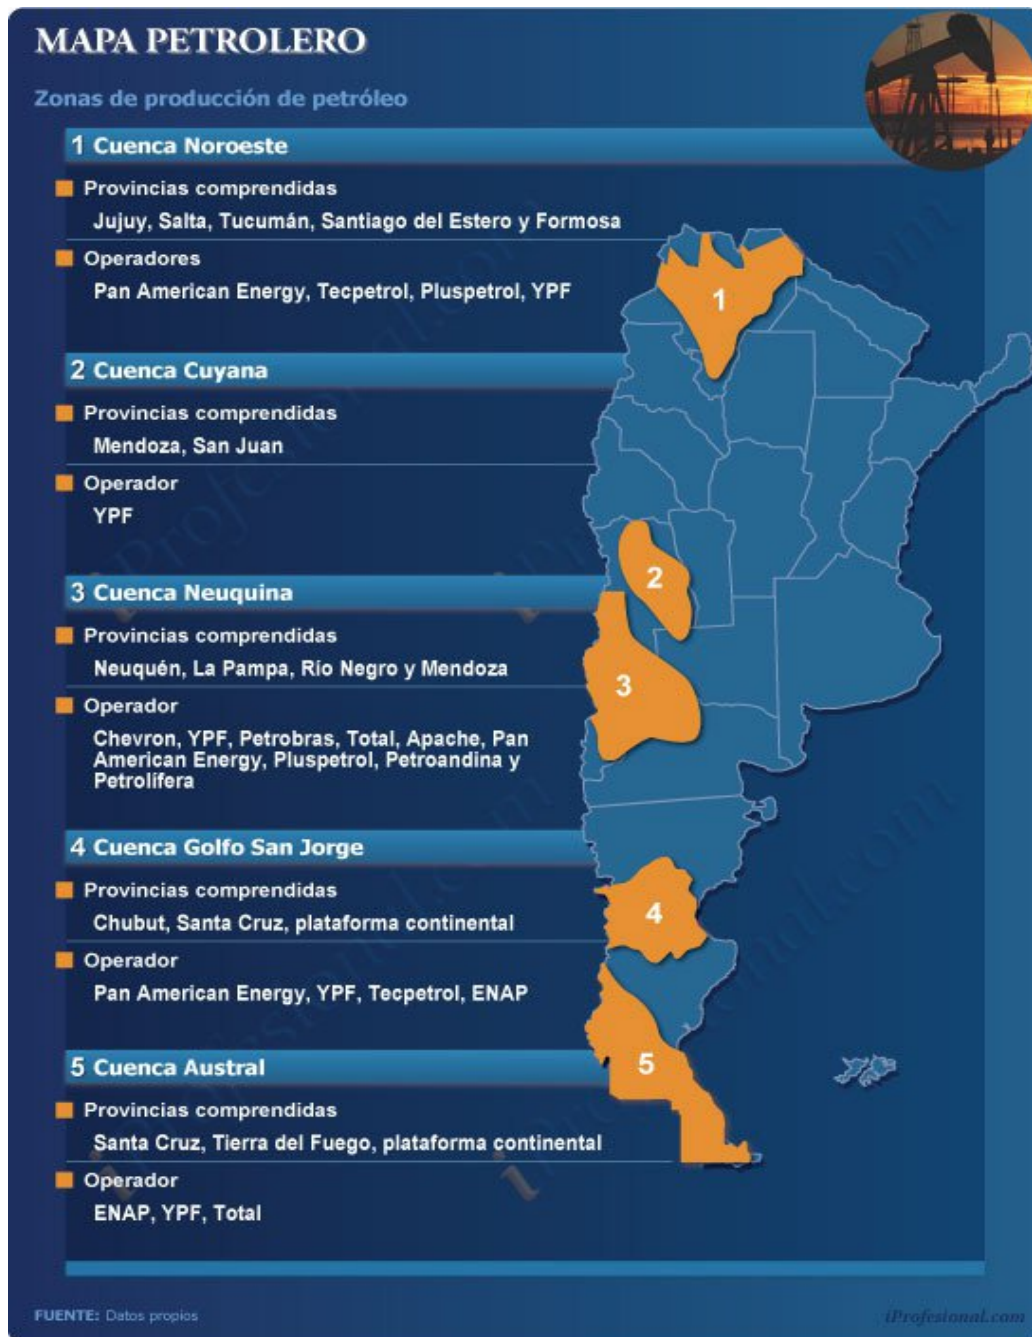 MAPA PETROLERO
Zonas de producción de petróleo
1 Cuenca Noroeste
Provincias comprendidas
Jujuy, Salta, Tucumán, Santiago del Estero y Formosa
Operadores
Pan American Energy, Tecpetrol, Pluspetrol, YPF
2 Cuenca Cuyana
Provincias comprendidas
Mendoza, San Juan
Operador
YPF
3 Cuenca Neuquina
Provincias comprendidas
Neuquén, La Pampa, Río Negro y Mendoza
Operador
Chevron, YPF, Petrobras, Total, Apache, Pan
American Energy, Pluspetrol, Petroandina y
Petrolífera
4 Cuenca Golfo San Jorge
Provincias comprendidas
Chubut, Santa Cruz, plataforma continental
Operador
Pan American Energy, YPF, Tecpetrol, ENAP
5 Cuenca Austral
Provincias comprendidas
Santa Cruz, Tierra del Fuego, plataforma continental
Operador
ENAP, YPF, Total
1
2
3
4
5
FUENTE: Datos propios
iProfesional.com